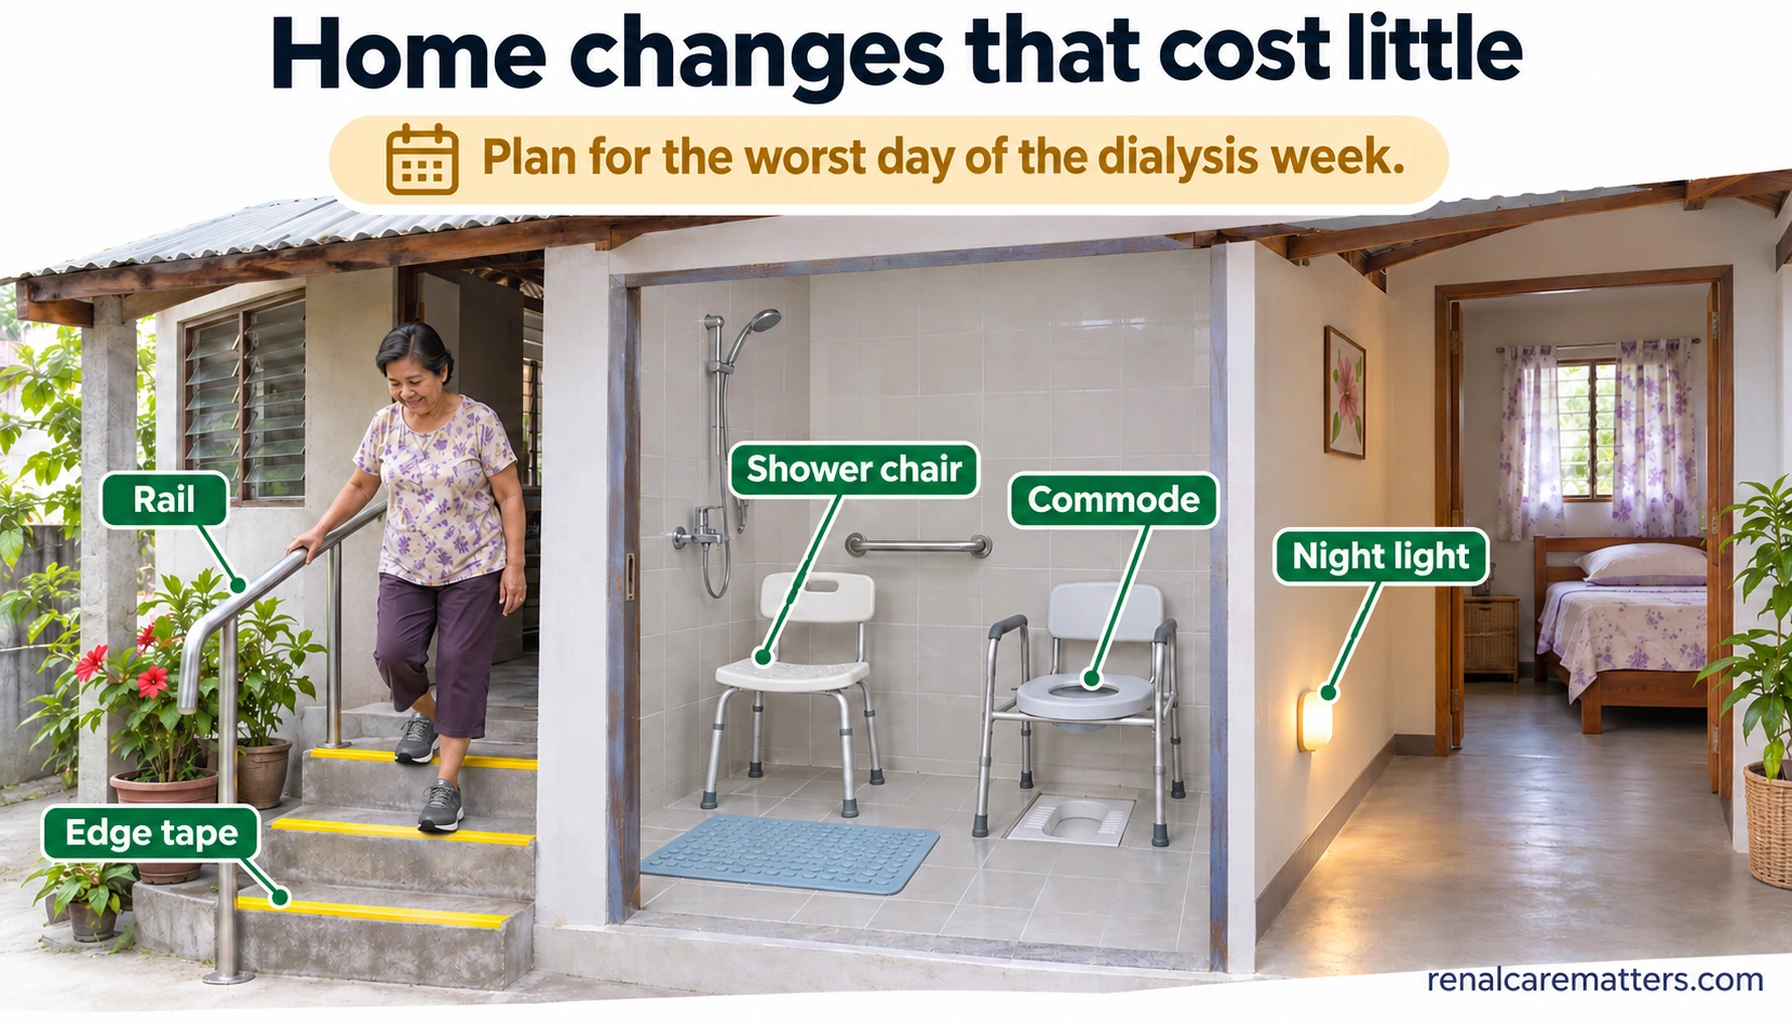 Home changes that cost little
Plan for the worst day of the dialysis week.
Rail
Shower chair
Commode
Night light
Edge tape
renalcarematters.com